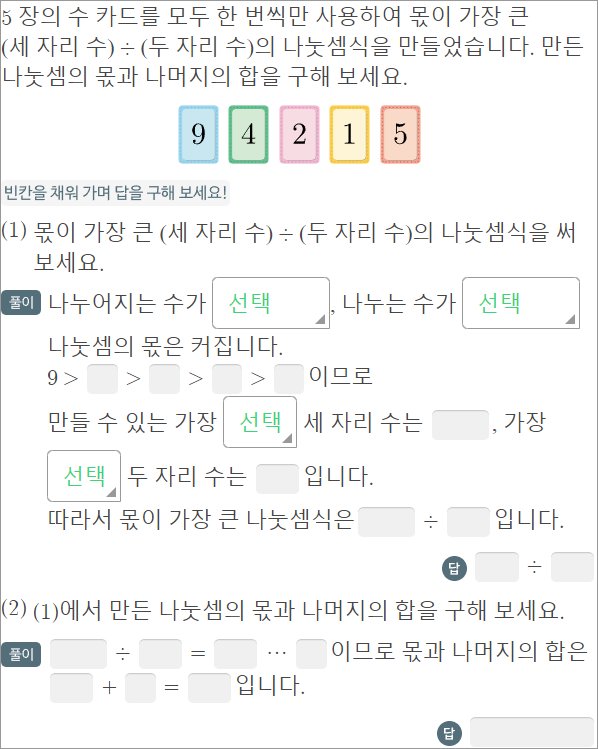 5 장의 수 카드를 모두 한 번씩만 사용하여 몫이 가장 큰
(세 자리 수) ÷ (두 자리 수)의 나눗셈식을 만들었습니다. 만든
나눗셈의 몫과 나머지의 합을 구해 보세요.
9 4 2 1 5
빈칸을 채워 가며 답을 구해 보세요!
(1) 몫이 가장 큰 (세 자리 수) ÷ (두 자리 수)의 나눗셈식을 써
보세요.
풀이 나누어지는 수가 선택 , 나누는 수가 선택
나눗셈의 몫은 커집니다.
9 > > > > 이므로
만들 수 있는 가장 선택 세 자리 수는 , 가장
선택 두 자리 수는 입니다.
따라서 몫이 가장 큰 나눗셈식은 ÷ 입니다.
답 ÷
(2) (1)에서 만든 나눗셈의 몫과 나머지의 합을 구해 보세요.
풀이 ÷ = ⋯ 이므로 몫과 나머지의 합은
+ = 입니다.
답